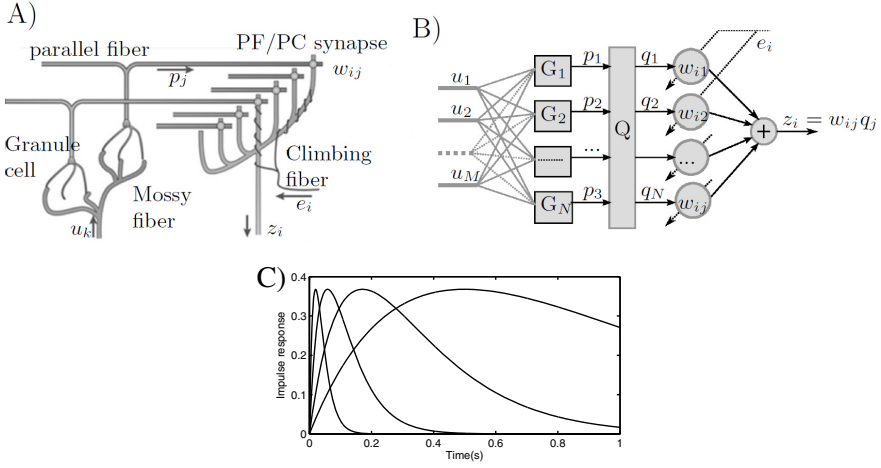 A)
parallel fiber
PF/PC synapse
p_j
w_ij
Granule
cell
Mossy
fiber
Climbing
fiber
u_k
e_i
z_i
B)
e_i
u_1
u_2
u_M
G_1
G_2
........
G_N
p_1
p_2
...
p_3
Q
q_1
q_2
q_N
w_i1
w_i2
...
w_ij
+
z_i = w_ij q_j
C)
Impulse response
0.4
0.3
0.2
0.1
0
0
0.2
0.4
0.6
0.8
1
Time(s)